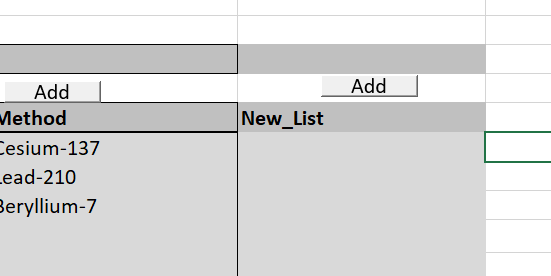 Add
Add
Method
New_List
Cesium-137
Lead-210
Beryllium-7